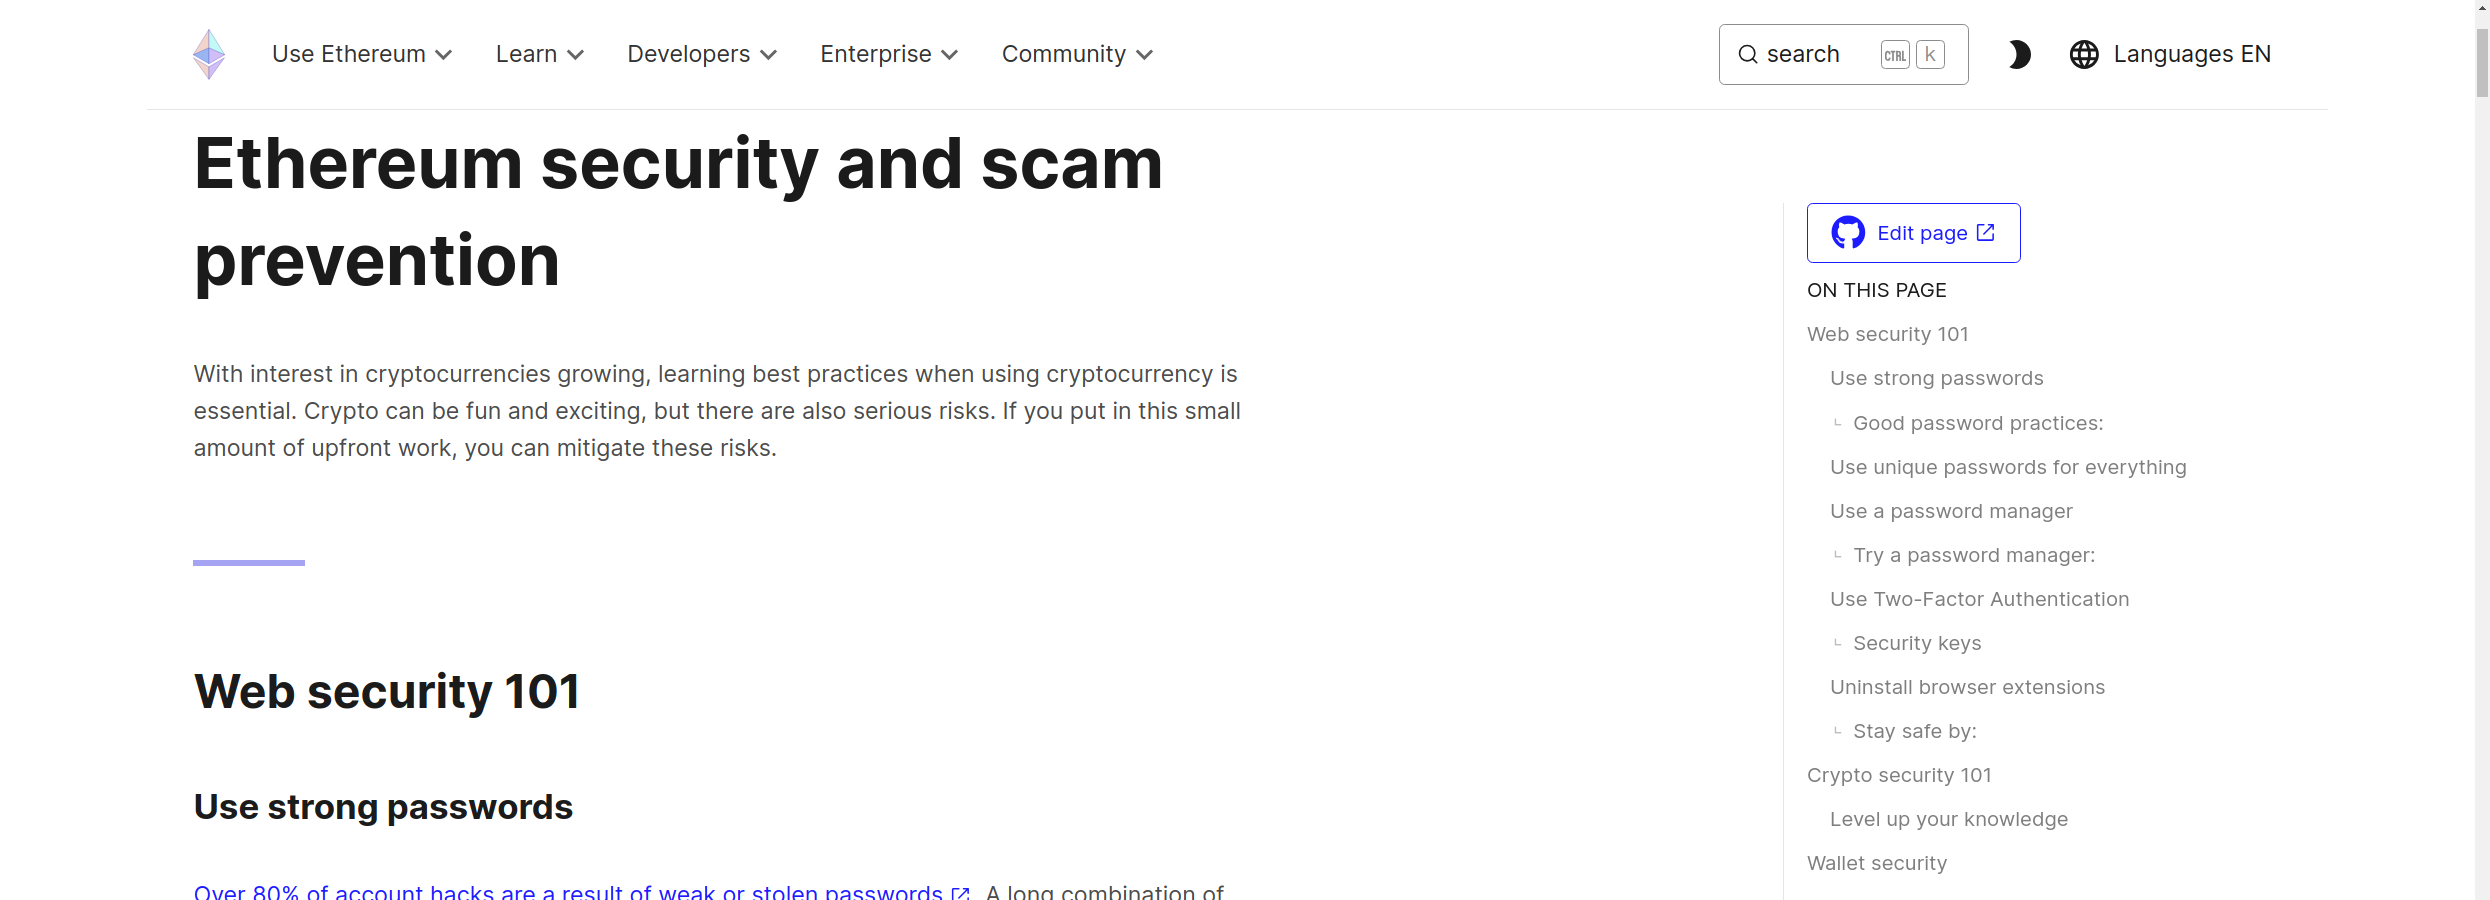 Use Ethereum
Learn
Developers
Enterprise
Community
search
CTRL
k
Languages EN
Ethereum security and scam
prevention
With interest in cryptocurrencies growing, learning best practices when using cryptocurrency is
essential. Crypto can be fun and exciting, but there are also serious risks. If you put in this small
amount of upfront work, you can mitigate these risks.
Web security 101
Use strong passwords
Over 80% of account hacks are a result of weak or stolen passwords A long combination of
Edit page
ON THIS PAGE
Web security 101
Use strong passwords
Good password practices:
Use unique passwords for everything
Use a password manager
Try a password manager:
Use Two-Factor Authentication
Security keys
Uninstall browser extensions
Stay safe by:
Crypto security 101
Level up your knowledge
Wallet security